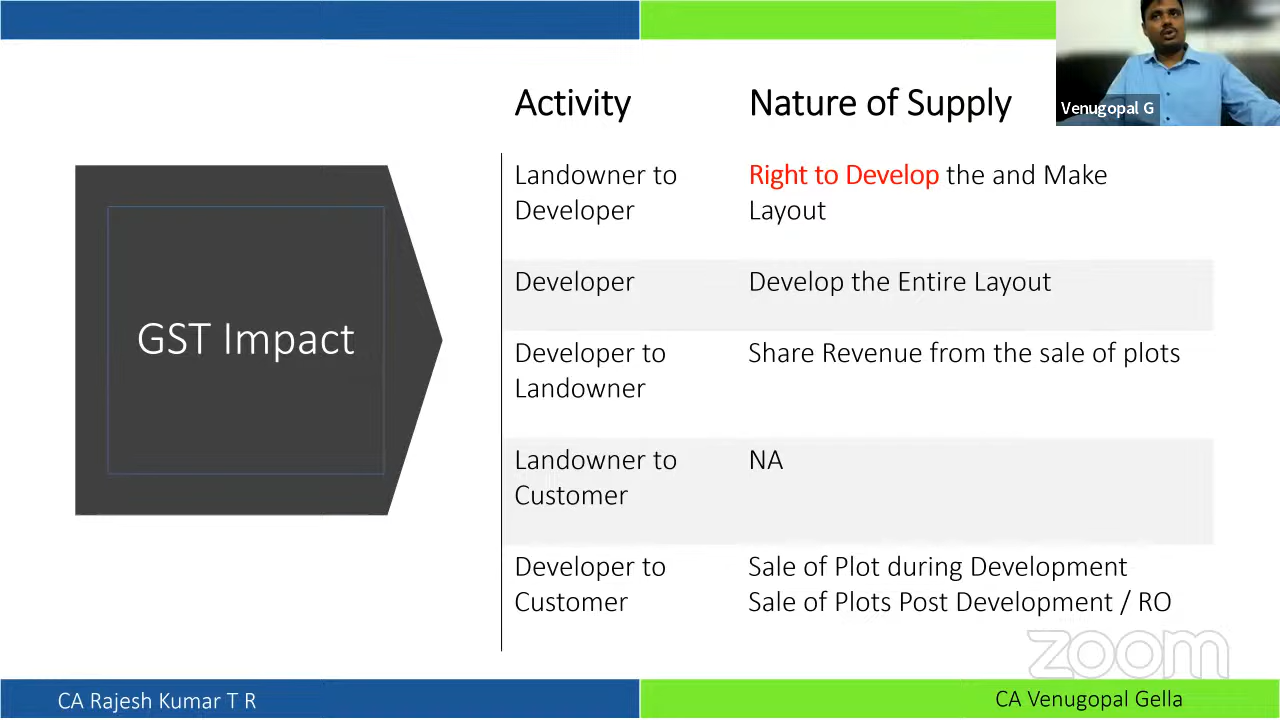 Venugopal G
Activity
Nature of Supply
Landowner to
Developer
Right to Develop the and Make
Layout
Developer
Develop the Entire Layout
Developer to
Landowner
Share Revenue from the sale of plots
Landowner to
Customer
NA
Developer to
Customer
Sale of Plot during Development
Sale of Plots Post Development / RO
GST Impact
zoom
CA Rajesh Kumar T R
CA Venugopal Gella